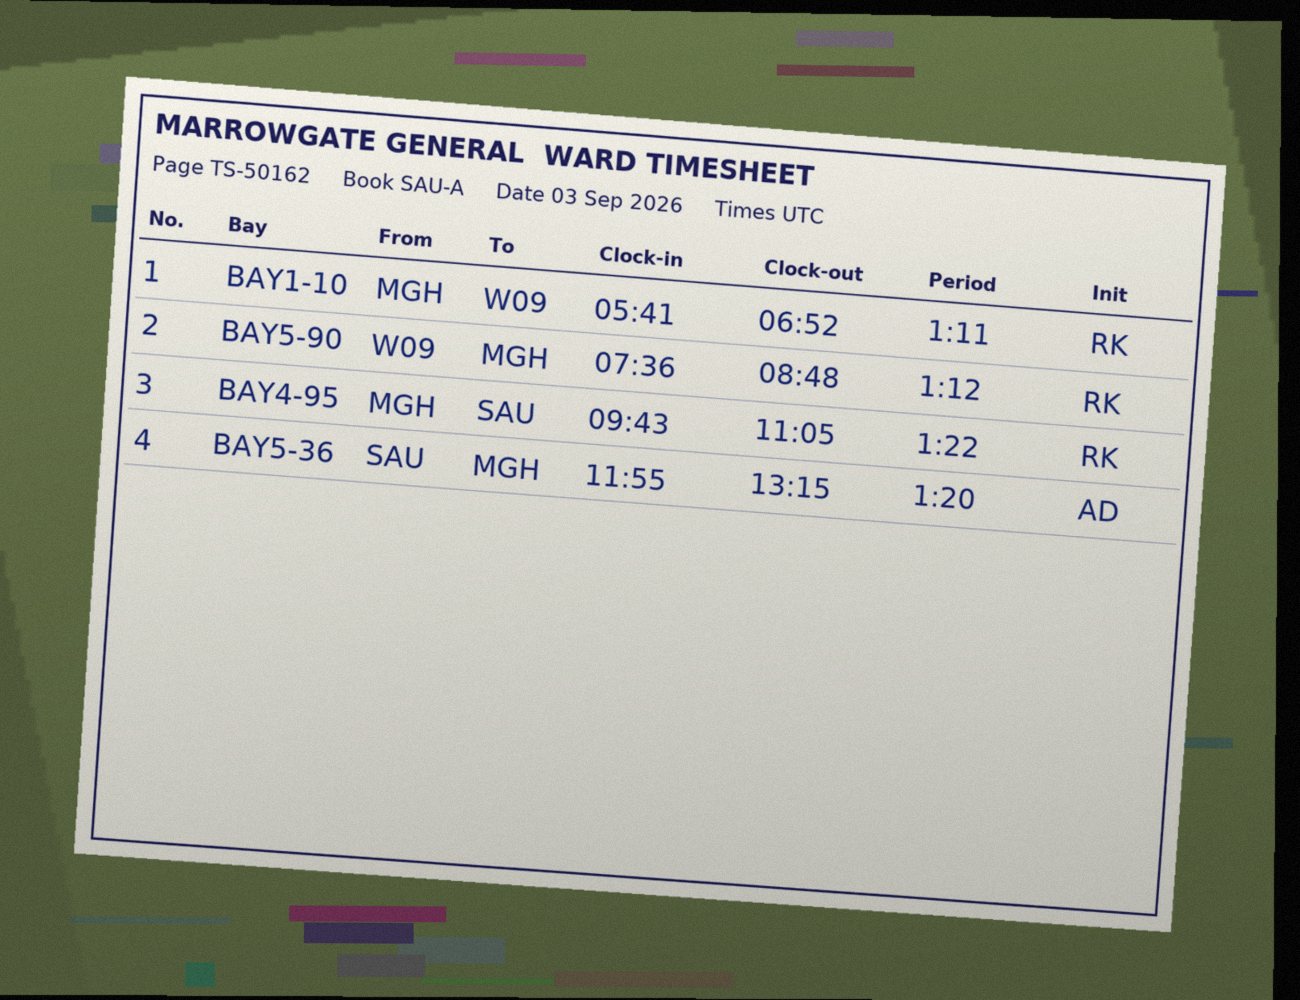 MARROWGATE GENERAL WARD TIMESHEET
Page TS-50162 Book SAU-A Date 03 Sep 2026 Times UTC
No. Bay From To Clock-in Clock-out Period Init
1 BAY1-10 MGH W09 05:41 06:52 1:11 RK
2 BAY5-90 W09 MGH 07:36 08:48 1:12 RK
3 BAY4-95 MGH SAU 09:43 11:05 1:22 RK
4 BAY5-36 SAU MGH 11:55 13:15 1:20 AD